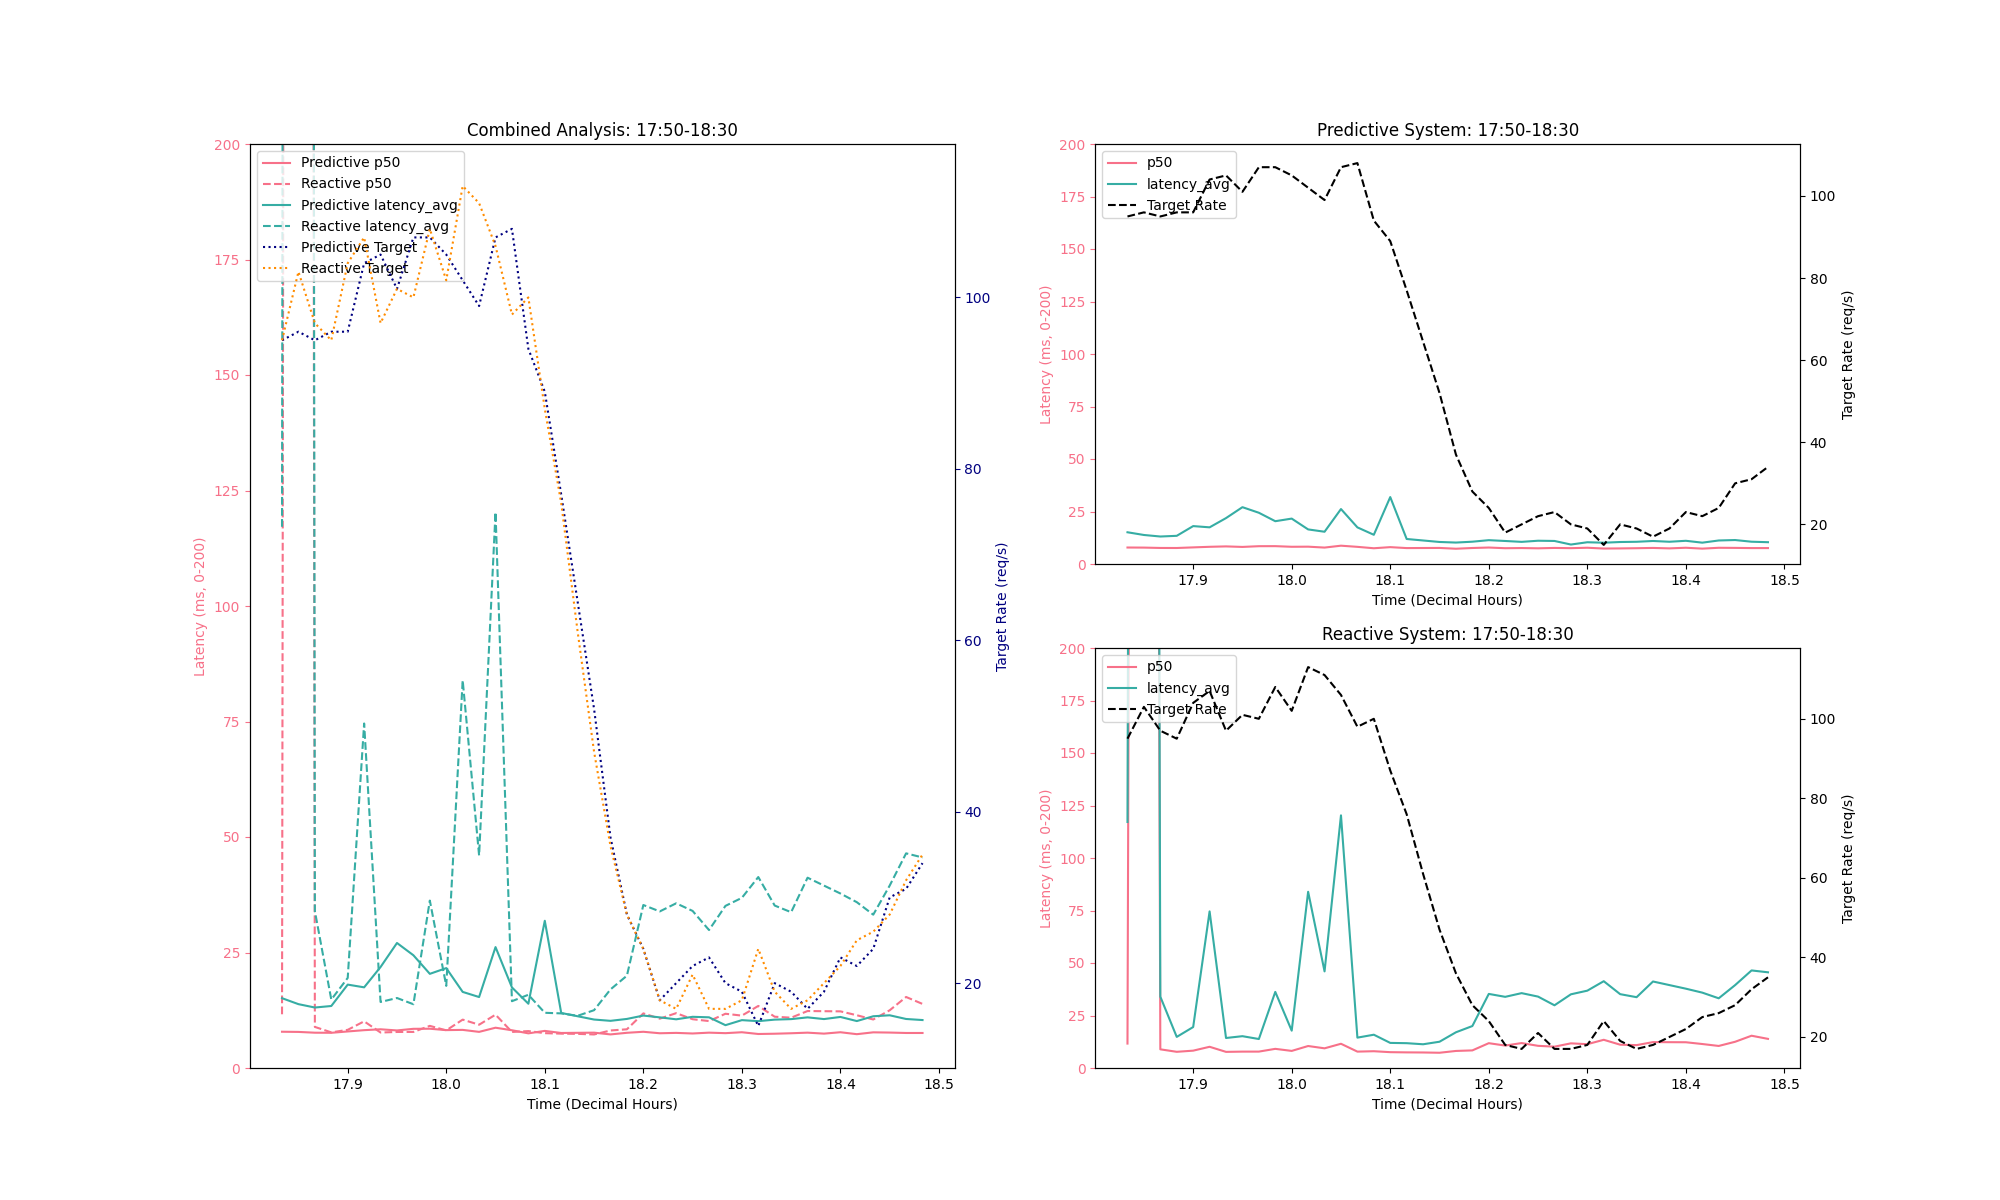 Combined Analysis: 17:50-18:30
Predictive p50
Reactive p50
Predictive latency_avg
Reactive latency_avg
Predictive Target
Reactive Target
200
175
150
125
100
75
50
25
0
Latency (ms, 0-200)
17.9 18.0 18.1 18.2 18.3 18.4 18.5
Time (Decimal Hours)
100
80
60
40
20
Target Rate (req/s)
Predictive System: 17:50-18:30
p50
latency_avg
Target Rate
200
175
150
125
100
75
50
25
0
Latency (ms, 0-200)
17.9 18.0 18.1 18.2 18.3 18.4 18.5
Time (Decimal Hours)
100
80
60
40
20
Target Rate (req/s)
Reactive System: 17:50-18:30
p50
latency_avg
Target Rate
200
175
150
125
100
75
50
25
0
Latency (ms, 0-200)
17.9 18.0 18.1 18.2 18.3 18.4 18.5
Time (Decimal Hours)
100
80
60
40
20
Target Rate (req/s)